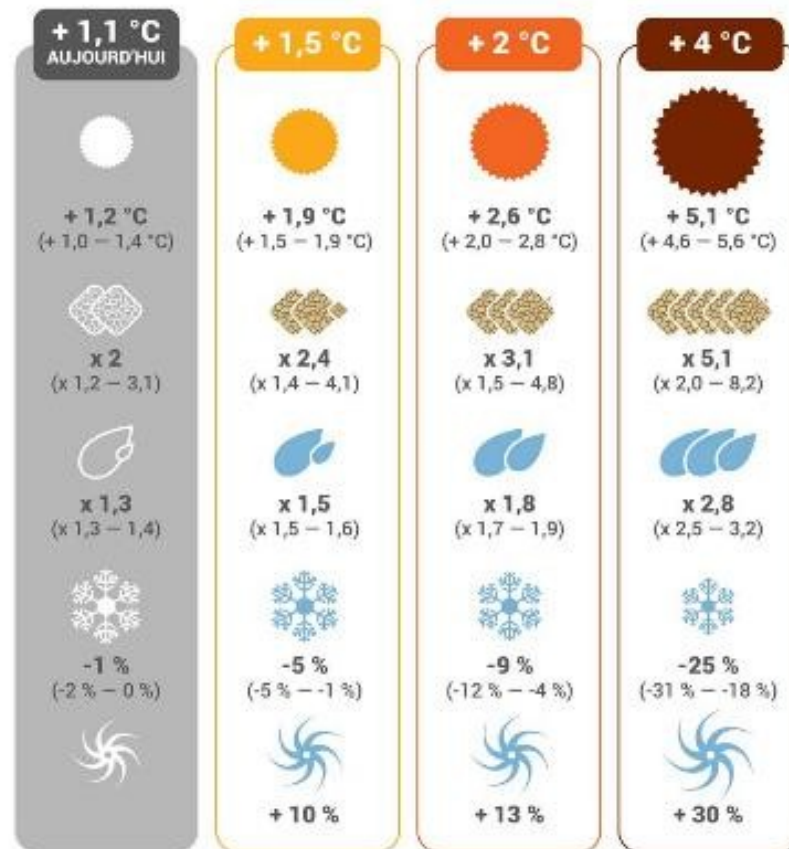 + 1,1 °C
AUJOURD'HUI
+ 1,2 °C
(+ 1,0 — 1,4 °C)
x 2
(x 1,2 — 3,1)
x 1,3
(x 1,3 — 1,4)
-1 %
(-2 % — 0 %)
+ 1,5 °C
+ 1,9 °C
(+ 1,5 — 1,9 °C)
x 2,4
(x 1,4 — 4,1)
x 1,5
(x 1,5 — 1,6)
-5 %
(-5 % — -1 %)
+ 10 %
+ 2 °C
+ 2,6 °C
(+ 2,0 — 2,8 °C)
x 3,1
(x 1,5 — 4,8)
x 1,8
(x 1,7 — 1,9)
-9 %
(-12 % — -4 %)
+ 13 %
+ 4 °C
+ 5,1 °C
(+ 4,6 — 5,6 °C)
x 5,1
(x 2,0 — 8,2)
x 2,8
(x 2,5 — 3,2)
-25 %
(-31 % — -18 %)
+ 30 %